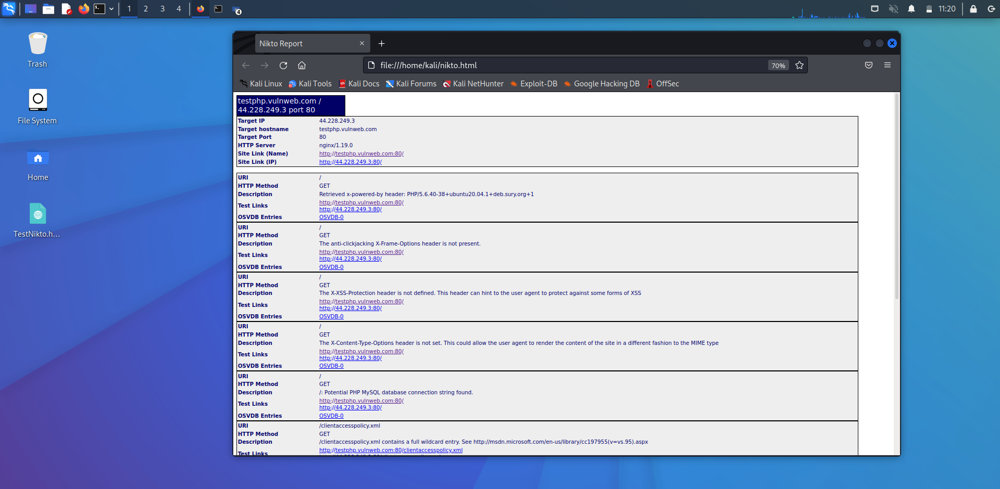 1 2 3 4
4
11:20
Trash
File System
Home
TestNikto.h...
Nikto Report
file:///home/kali/nikto.html
70%
Kali Linux Kali Tools Kali Docs Kali Forums Kali NetHunter Exploit-DB Google Hacking DB OffSec
testphp.vulnweb.com /
44.228.249.3 port 80
Target IP 44.228.249.3
Target hostname testphp.vulnweb.com
Target Port 80
HTTP Server nginx/1.19.0
Site Link (Name) http://testphp.vulnweb.com:80/
Site Link (IP) http://44.228.249.3:80/
URI /
HTTP Method GET
Description Retrieved x-powered-by header: PHP/5.6.40-38+ubuntu20.04.1+deb.sury.org+1
Test Links http://testphp.vulnweb.com:80/
http://44.228.249.3:80/
OSVDB Entries OSVDB-0
URI /
HTTP Method GET
Description The anti-clickjacking X-Frame-Options header is not present.
Test Links http://testphp.vulnweb.com:80/
http://44.228.249.3:80/
OSVDB Entries OSVDB-0
URI /
HTTP Method GET
Description The X-XSS-Protection header is not defined. This header can hint to the user agent to protect against some forms of XSS
Test Links http://testphp.vulnweb.com:80/
http://44.228.249.3:80/
OSVDB Entries OSVDB-0
URI /
HTTP Method GET
Description The X-Content-Type-Options header is not set. This could allow the user agent to render the content of the site in a different fashion to the MIME type
Test Links http://testphp.vulnweb.com:80/
http://44.228.249.3:80/
OSVDB Entries OSVDB-0
URI /
HTTP Method GET
Description /: Potential PHP MySQL database connection string found.
Test Links http://testphp.vulnweb.com:80/
http://44.228.249.3:80/
OSVDB Entries OSVDB-0
URI /clientaccesspolicy.xml
HTTP Method GET
Description /clientaccesspolicy.xml contains a full wildcard entry. See http://msdn.microsoft.com/en-us/library/cc197955(v=vs.95).aspx
Test Links http://testphp.vulnweb.com:80/clientaccesspolicy.xml